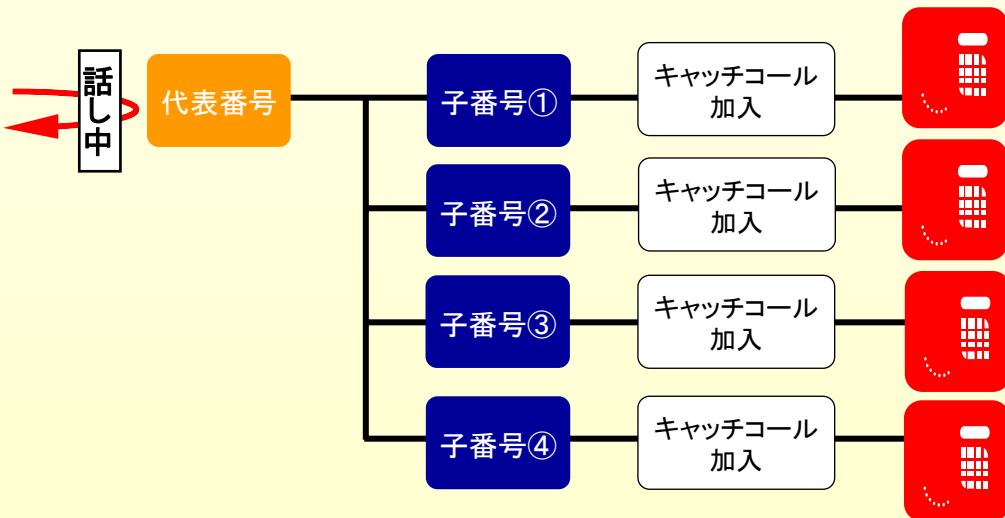 話し中
代表番号
子番号①
キャッチコール
加入
子番号②
キャッチコール
加入
子番号③
キャッチコール
加入
子番号④
キャッチコール
加入